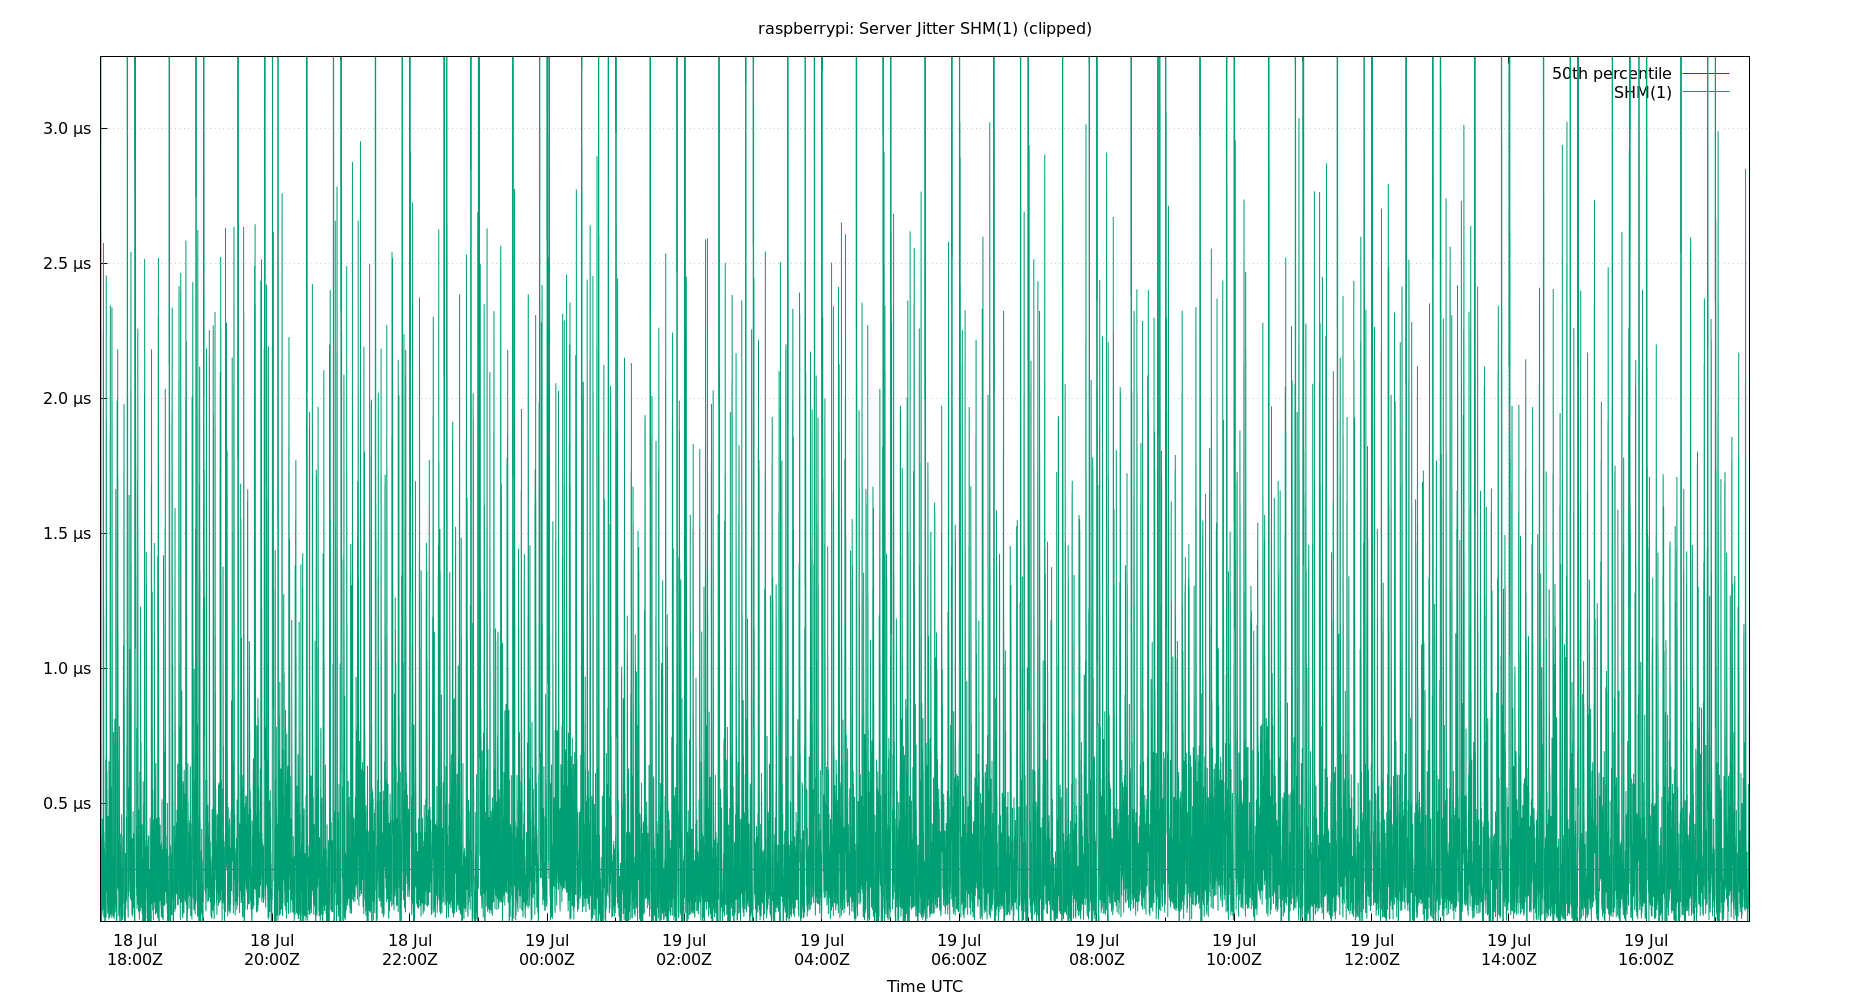 raspberrypi: Server Jitter SHM(1) (clipped)
50th percentile
SHM(1)
3.0 μs
2.5 μs
2.0 μs
1.5 μs
1.0 μs
0.5 μs
18 Jul 18 Jul 18 Jul 19 Jul 19 Jul 19 Jul 19 Jul 19 Jul 19 Jul 19 Jul 19 Jul 19 Jul
18:00Z 20:00Z 22:00Z 00:00Z 02:00Z 04:00Z 06:00Z 08:00Z 10:00Z 12:00Z 14:00Z 16:00Z
Time UTC